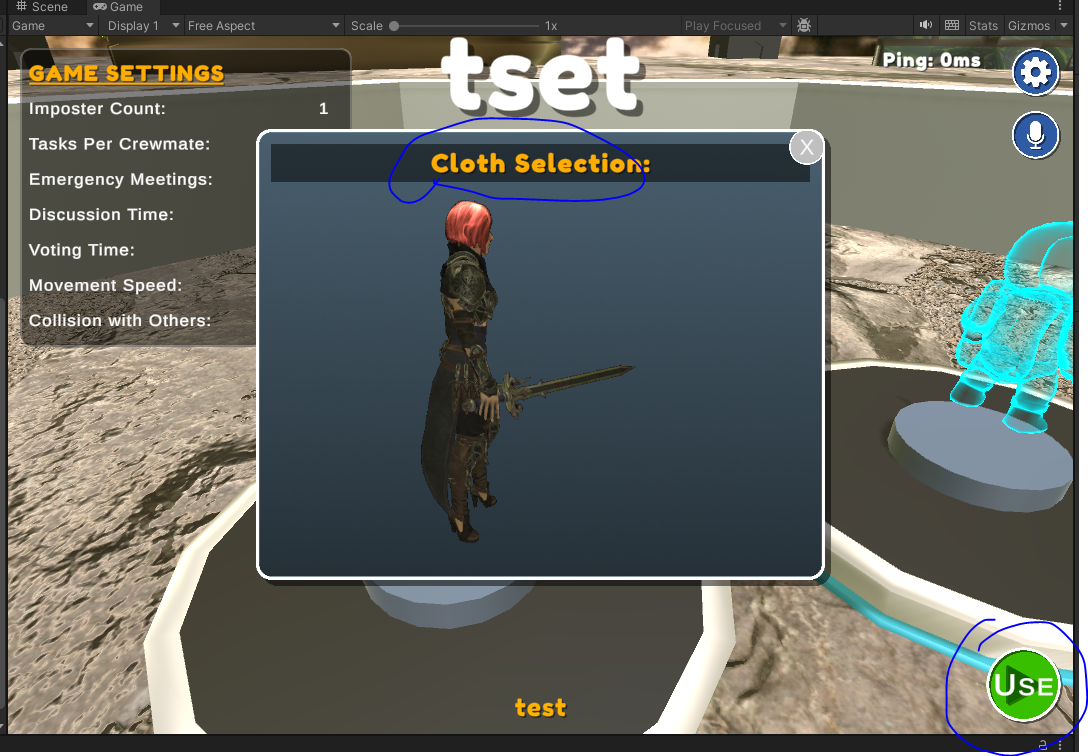 Scene
Game
Game
Display 1
Free Aspect
Scale
1x
Play Focused
Stats
Gizmos
GAME SETTINGS
Imposter Count: 1
Tasks Per Crewmate:
Emergency Meetings:
Discussion Time:
Voting Time:
Movement Speed:
Collision with Others:
tset
Ping: 0ms
Cloth Selection:
X
USE
test